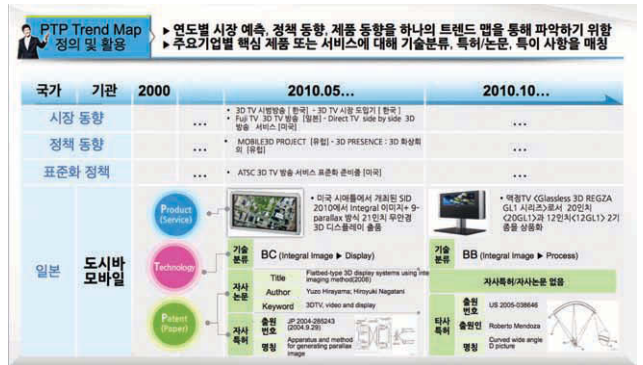 PTP Trend Map
정의 및 활용
▶ 연도별 시장 예측, 정책 동향, 제품 동향을 하나의 트렌드 맵을 통해 파악하기 위함
▶ 주요기업별 핵심 제품 또는 서비스에 대해 기술분류, 특허/논문, 특이 사항을 매칭
국가 기관 2000 2010.05... 2010.10...
시장 동향 ... ...
• 3D TV 시범방송 [한국] - 3D TV 시장 도입기 [한국]
• Fuji TV 3D TV 방송 [일본] - Direct TV side by side 3D
방송 서비스 [미국]
정책 동향 ... ...
• MOBILE3D PROJECT [유럽] - 3D PRESENCE : 3D 화상회
의 [유럽]
표준화 정책 ... • ATSC 3D TV 방송 서비스 표준화 준비중 [미국] ...
일본
도시바
모바일
Product
(Service)
• 미국 시애틀에서 개최된 SID
2010에서 Integral 이미지+ 9-
parallax 방식 21인치 무안경
3D 디스플레이 출품
• 액정TV <Glassless 3D REGZA
GL1 시리즈>로서 20인치
<20GL1>과 12인치<12GL1> 2기
종을 상품화
Technology
기술
분류
BC (Integral Image ▶ Display)
기술
분류
BB (Integral Image ▶ Process)
자사
논문
Title Flatbed-type 3D display systems using inte
imaging method(2006)
Author Yuzo Hirayama; Hiroyuki Nagatani
Keyword 3DTV, video and display
자사특허/자사논문 없음
Patent
(Paper)
자사
특허
출원
번호
JP 2004-285243
(2004.9.29)
명칭 Apparatus and method
for generating parallax
image
타사
특허
출원
번호
US 2005-038646
출원인 Roberto Mendoza
명칭 Curved wide angle
D picture